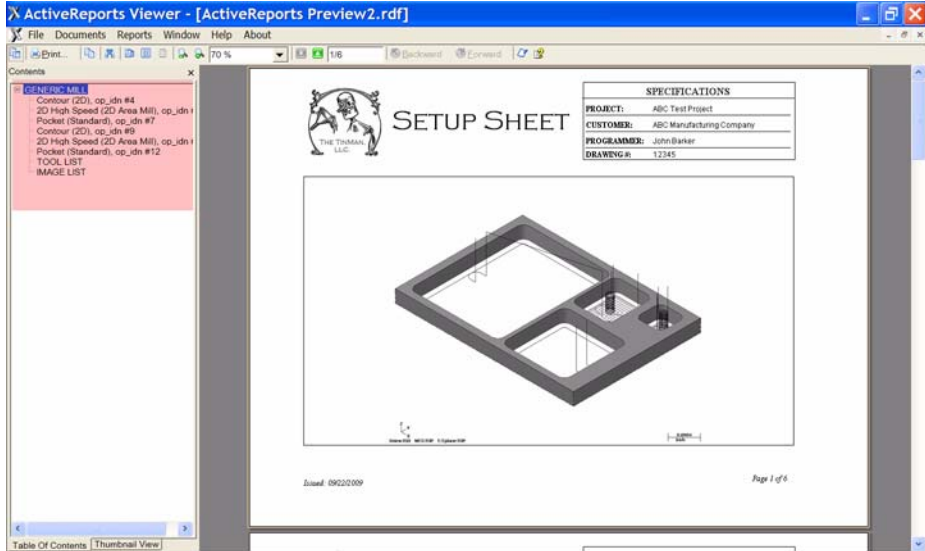 ActiveReports Viewer - [ActiveReports Preview2.rdf]
File Documents Reports Window Help About
Print... 70 % 1/6 Backward Forward
Contents
GENERIC MILL
Contour (2D), op_idn #4
2D High Speed (2D Area Mill), op_idn
Pocket (Standard), op_idn #7
Contour (2D), op_idn #9
2D High Speed (2D Area Mill), op_idn
Pocket (Standard), op_idn #12
TOOL LIST
IMAGE LIST
THE TINMAN LLC.
SETUP SHEET
SPECIFICATIONS
PROJECT: ABC Test Project
CUSTOMER: ABC Manufacturing Company
PROGRAMMER: John Barker
DRAWING #: 12345
Issued: 09/22/2009
Page 1 of 6
Table Of Contents Thumbnail View